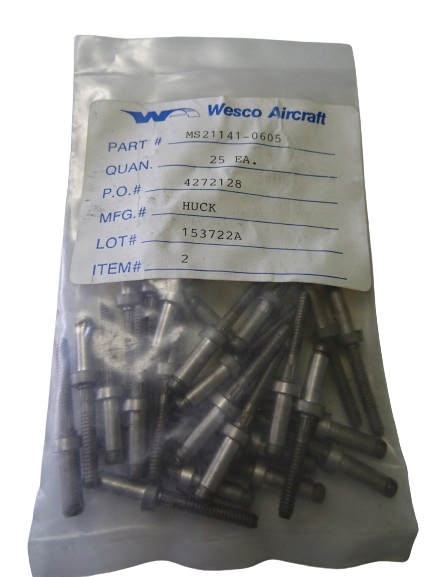 Wesco Aircraft
PART # MS21141-0605
QUAN. 25 EA.
P.O.# 4272128
MFG.# HUCK
LOT# 153722A
ITEM# 2